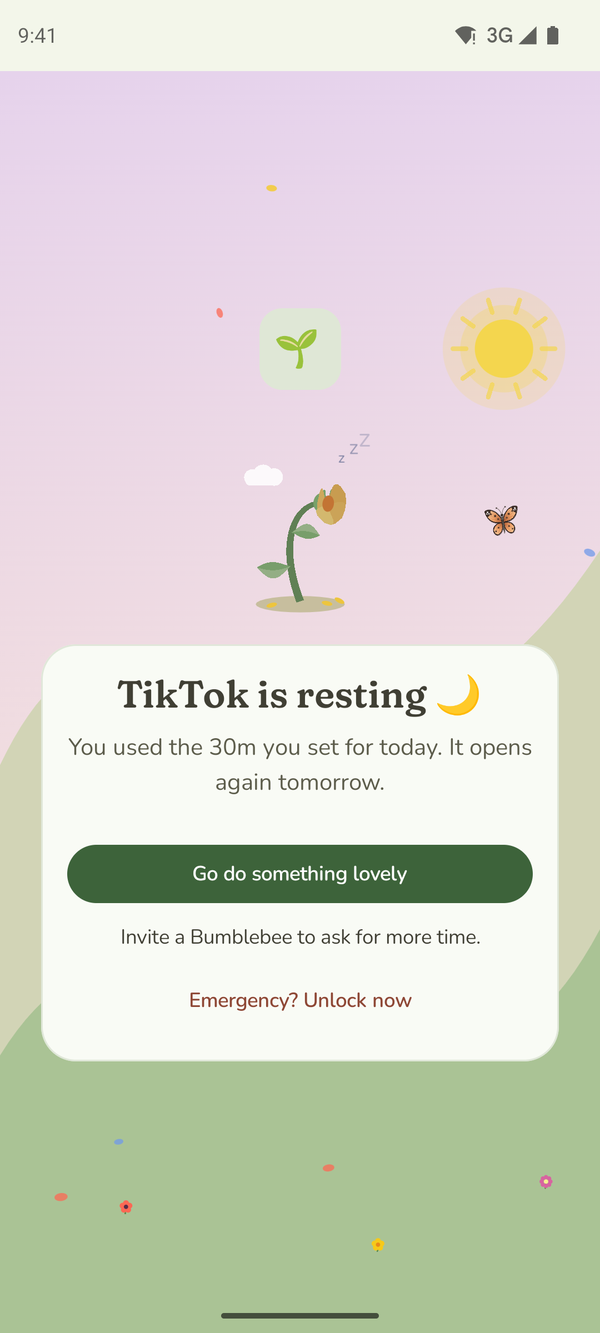 9:41
3G
z
z
Z
TikTok is resting 🌙
You used the 30m you set for today. It opens
again tomorrow.
Go do something lovely
Invite a Bumblebee to ask for more time.
Emergency? Unlock now